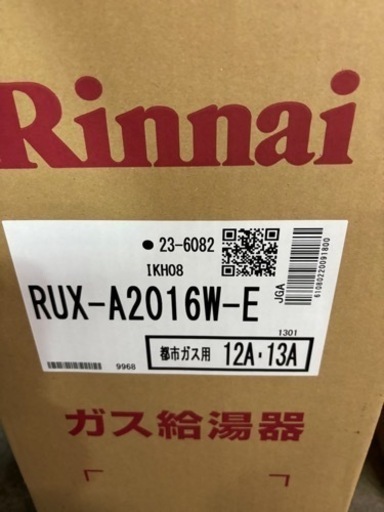 Rinnai
●23-6082
IKH08
RUX-A2016W-E
JGA
61080220091800
1301
都市ガス用 12A・13A
9968
ガス給湯器